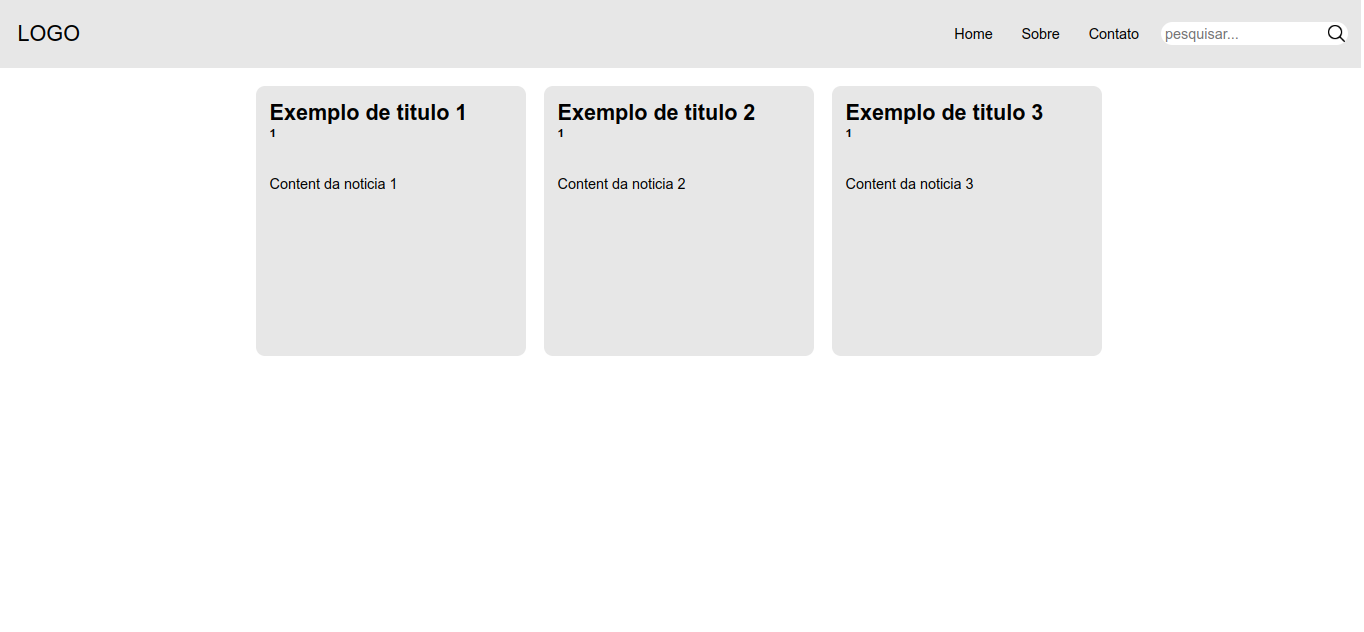 LOGO
Home Sobre Contato pesquisar...
Exemplo de titulo 1
1
Content da noticia 1
Exemplo de titulo 2
1
Content da noticia 2
Exemplo de titulo 3
1
Content da noticia 3